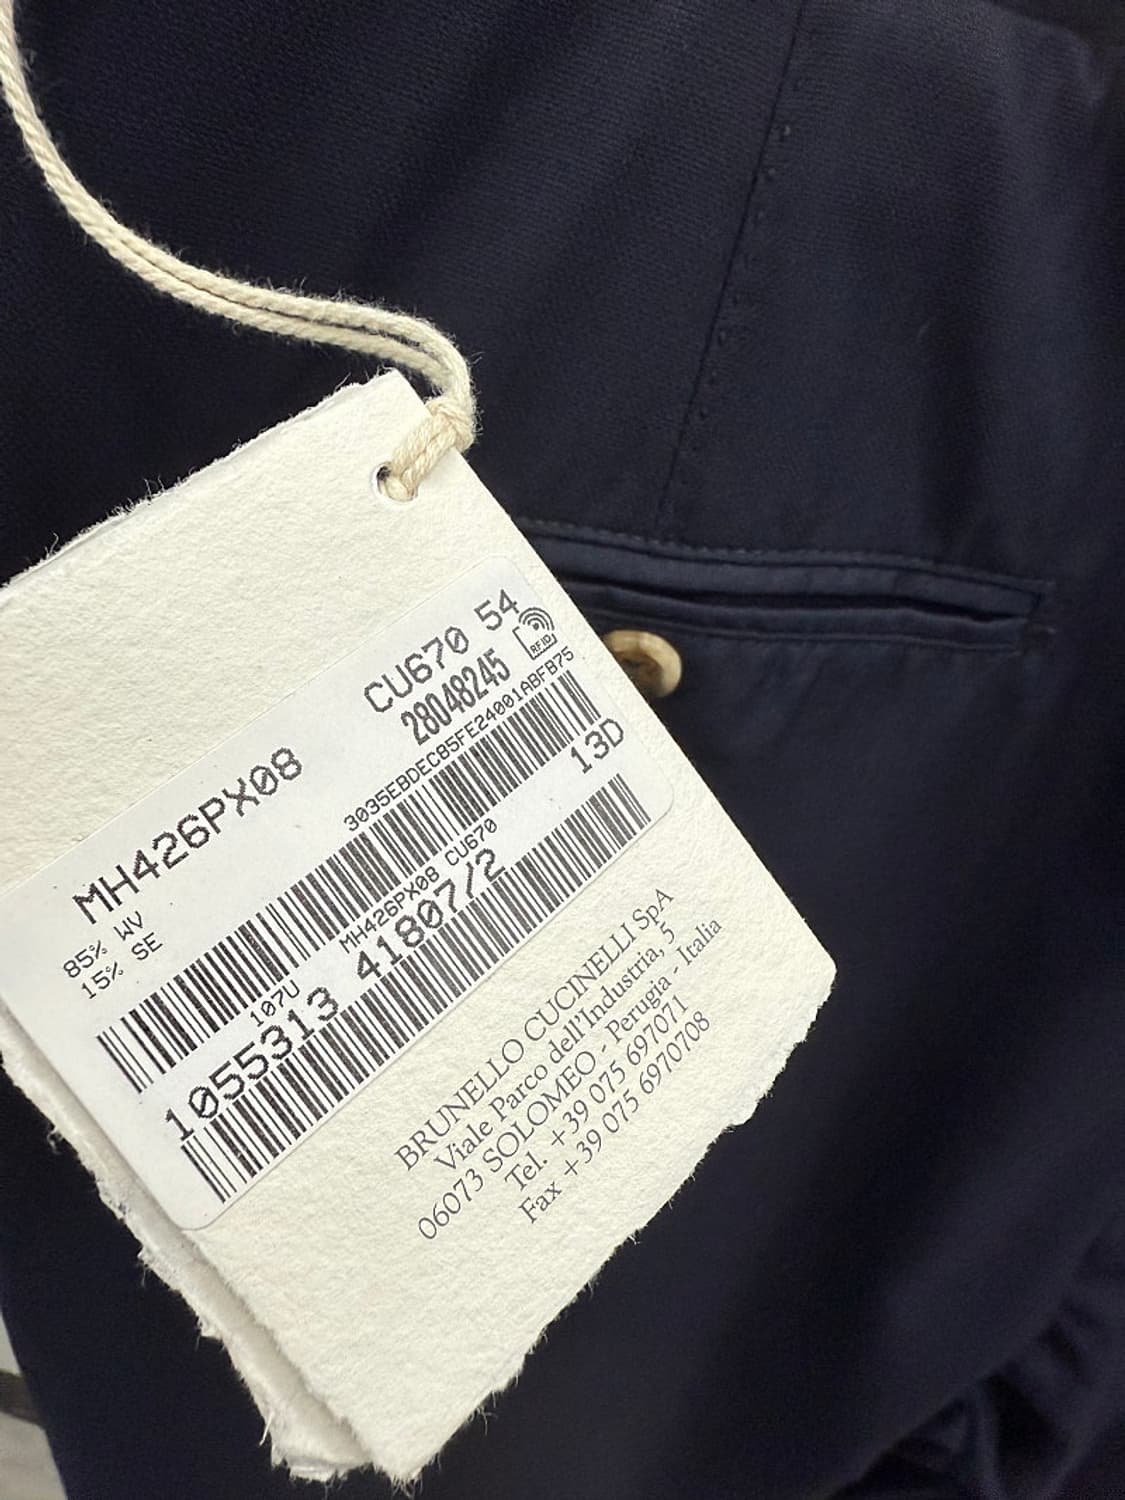 CU670 54
RFID
28048245
MH426PX08
3035EBDEC85FE24001ABFB75
85% WV
15% SE
13D
MH426PX08 CU670
107U
1055313 41807/2
BRUNELLO CUCINELLI SpA
Viale Parco dell'Industria, 5
06073 SOLOMEO - Perugia - Italia
Tel. +39 075 697071
Fax +39 075 6970708